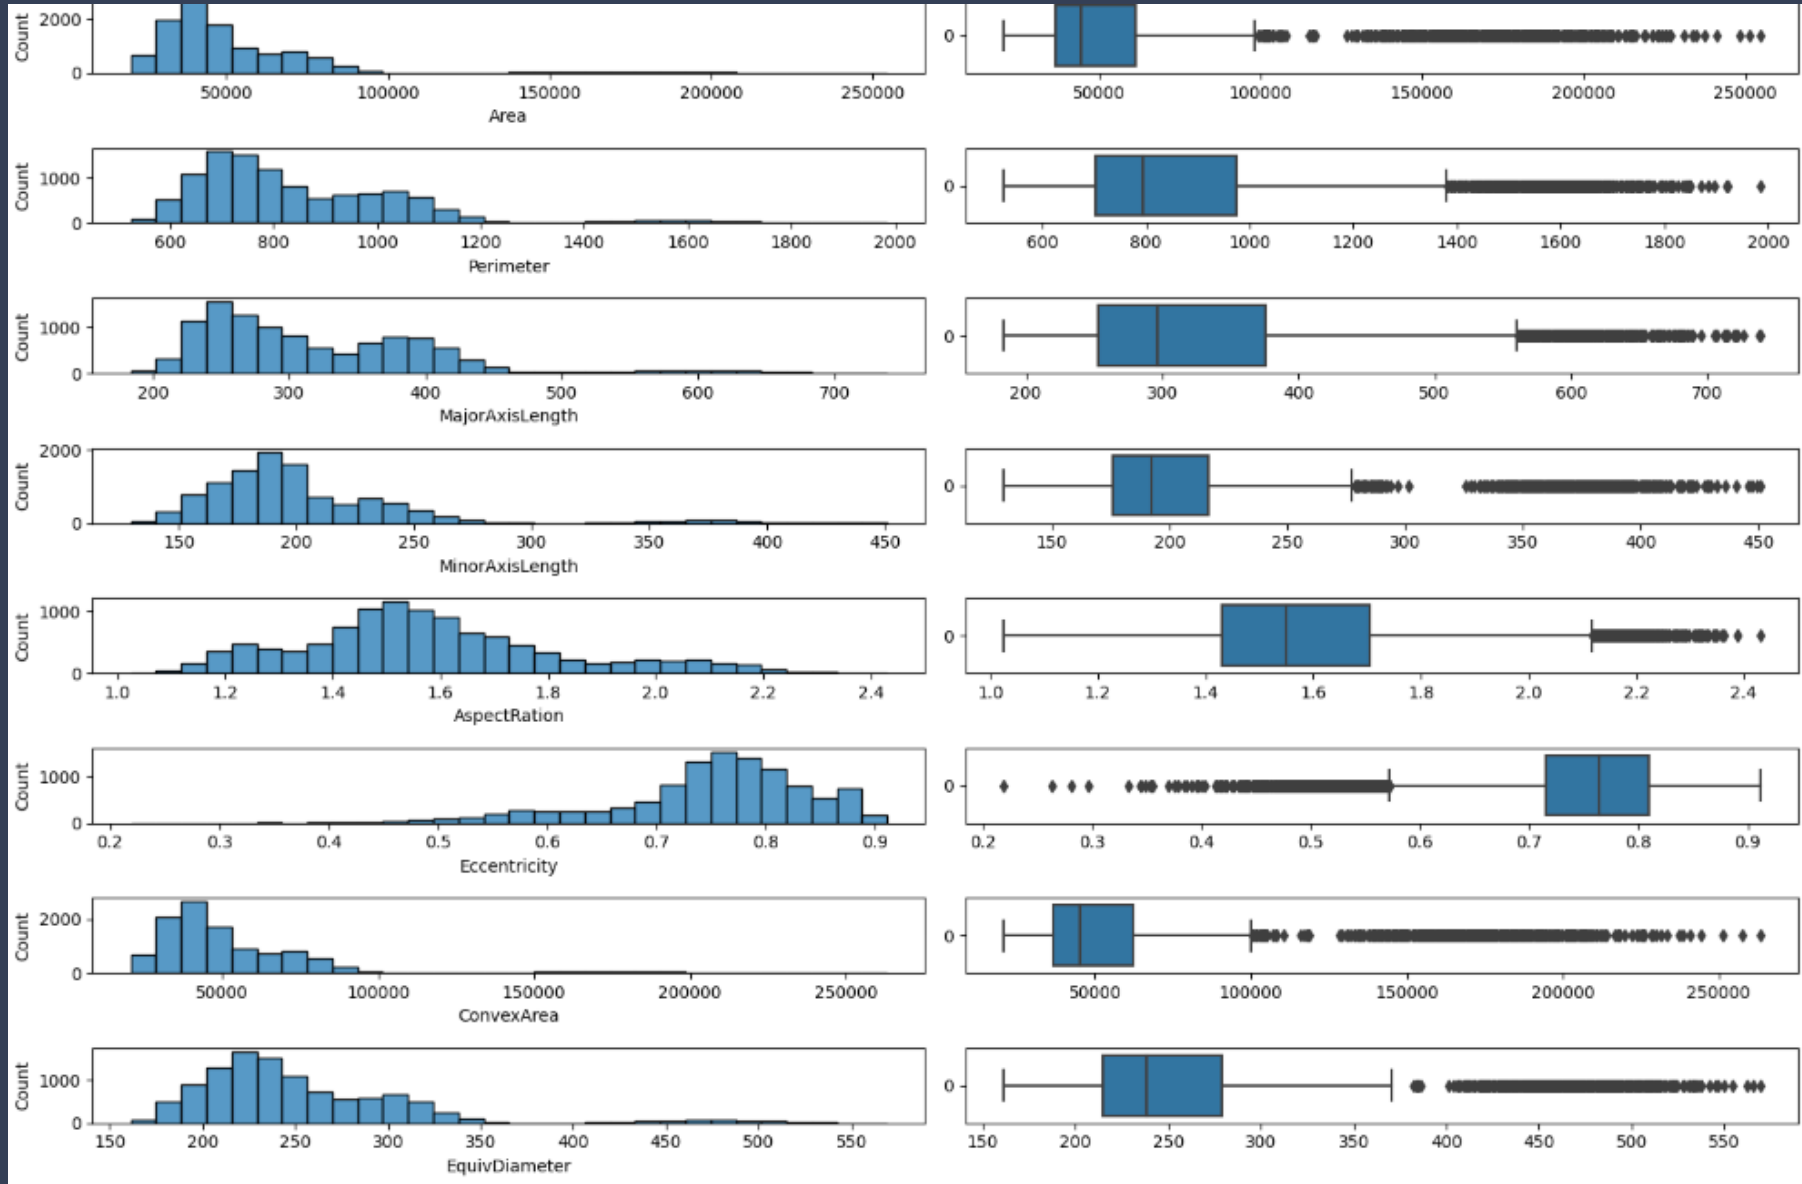 Count 2000 0
50000 100000 150000 200000 250000
Area
0
50000 100000 150000 200000 250000
Count 1000 0
600 800 1000 1200 1400 1600 1800 2000
Perimeter
0
600 800 1000 1200 1400 1600 1800 2000
Count 1000 0
200 300 400 500 600 700
MajorAxisLength
0
200 300 400 500 600 700
Count 2000 1000 0
150 200 250 300 350 400 450
MinorAxisLength
0
150 200 250 300 350 400 450
Count 1000 0
1.0 1.2 1.4 1.6 1.8 2.0 2.2 2.4
AspectRation
0
1.0 1.2 1.4 1.6 1.8 2.0 2.2 2.4
Count 1000 0
0.2 0.3 0.4 0.5 0.6 0.7 0.8 0.9
Eccentricity
0
0.2 0.3 0.4 0.5 0.6 0.7 0.8 0.9
Count 2000 0
50000 100000 150000 200000 250000
ConvexArea
0
50000 100000 150000 200000 250000
Count 1000 0
150 200 250 300 350 400 450 500 550
EquivDiameter
0
150 200 250 300 350 400 450 500 550